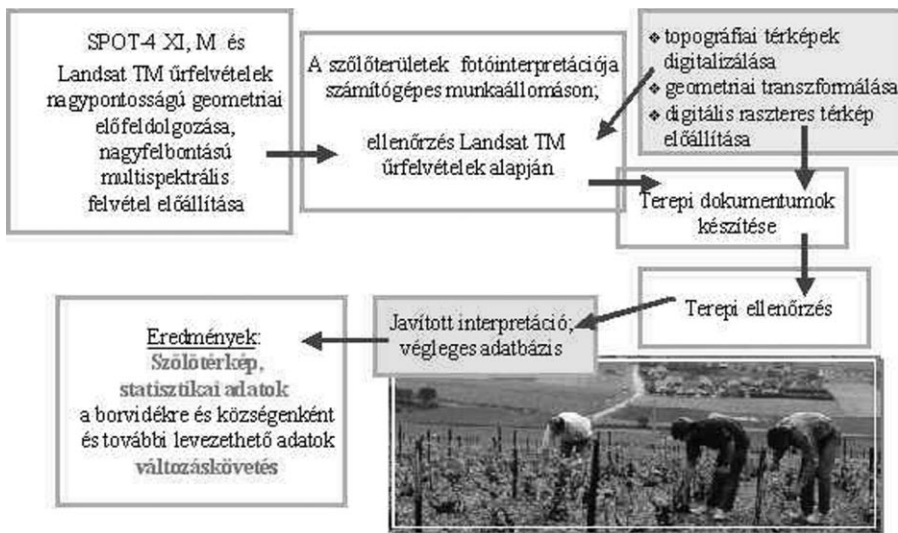 SPOT-4 XI, M és
Landsat TM űrfelvételek
nagypontosságú geometriai
előfeldolgozása,
nagyfelbontású
multispektrális
felvétel előállítása
A szőlőterületek fotóinterpretációja
számítógépes munkaállomáson;
ellenőrzés Landsat TM
űrfelvételek alapján
❖ topográfiai térképek
digitalizálása
❖ geometriai transzformálása
❖ digitális raszteres térkép
előállítása
Terepi dokumentumok
készítése
Terepi ellenőrzés
Javított interpretáció;
végleges adatbázis
Eredmények:
Szőlőtérkép,
statisztikai adatok
a borvidékre és községenként
és további levezethető adatok
változáskövetés